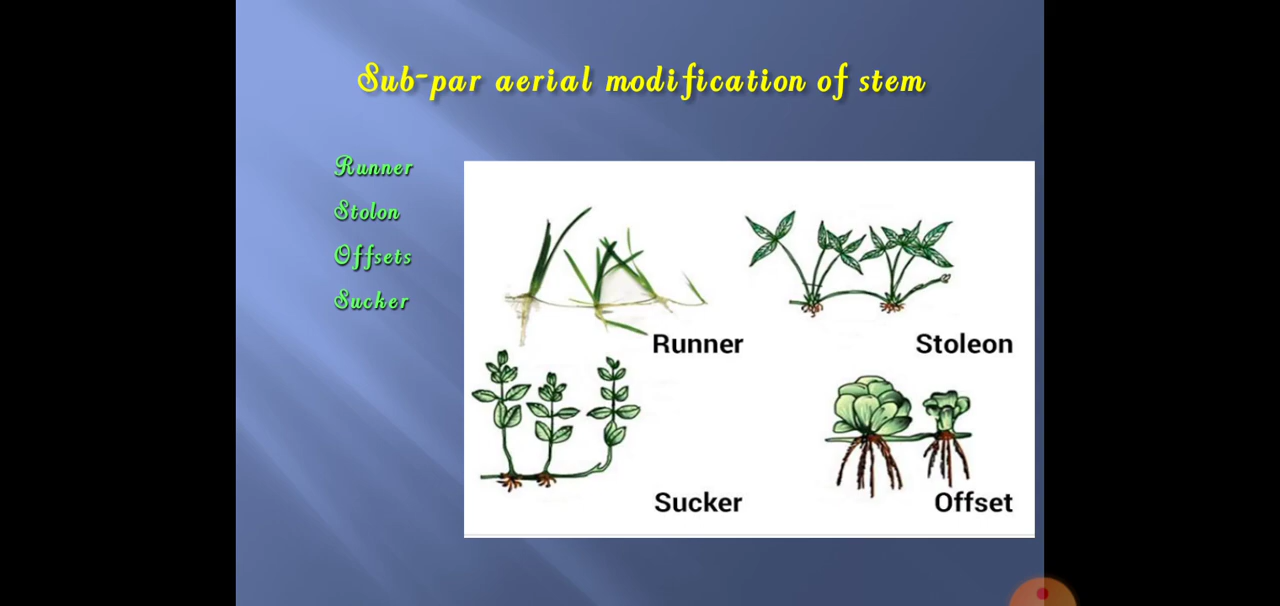 Sub-par aerial modification of stem
Runner
Stolon
Offsets
Sucker
Runner
Stoleon
Sucker
Offset